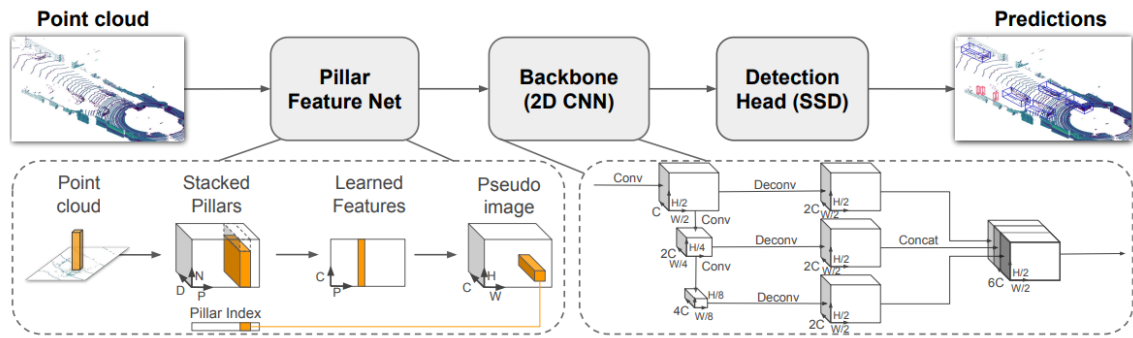 Point cloud
Pillar
Feature Net
Backbone
(2D CNN)
Detection
Head (SSD)
Predictions
Point
cloud
Stacked
Pillars
Learned
Features
Pseudo
image
N
D
P
C
P
H
C
W
Pillar Index
Conv
C
H/2
W/2
Deconv
2C
H/2
W/2
Conv
2C
H/4
W/4
Deconv
2C
H/2
W/2
Concat
Conv
4C
H/8
W/8
Deconv
2C
H/2
W/2
6C
H/2
W/2